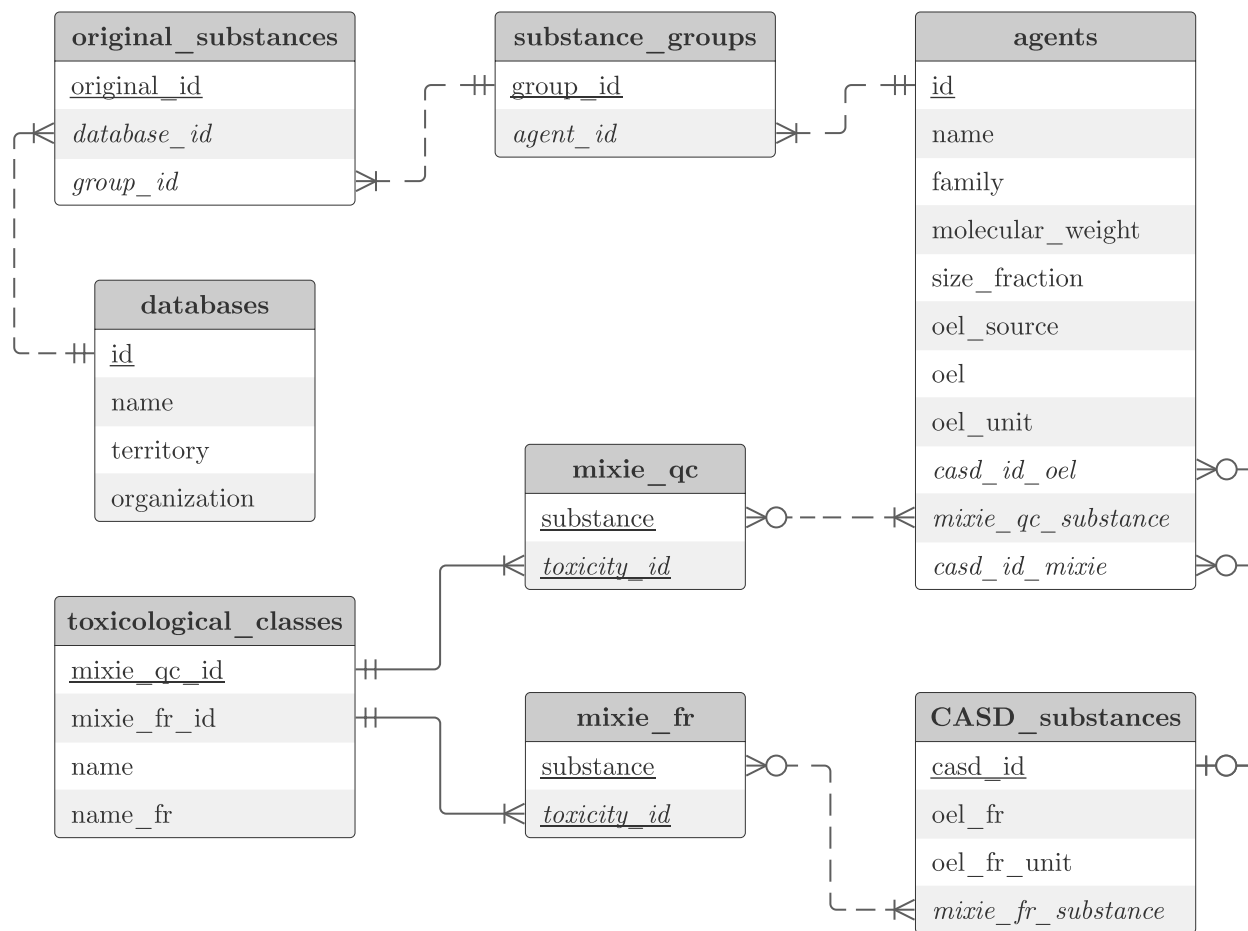 original_substances
original_id
database_id
group_id
substance_groups
group_id
agent_id
agents
id
name
family
molecular_weight
size_fraction
oel_source
oel
oel_unit
casd_id_oel
mixie_qc_substance
casd_id_mixie
databases
id
name
territory
organization
mixie_qc
substance
toxicity_id
toxicological_classes
mixie_qc_id
mixie_fr_id
name
name_fr
mixie_fr
substance
toxicity_id
CASD_substances
casd_id
oel_fr
oel_fr_unit
mixie_fr_substance